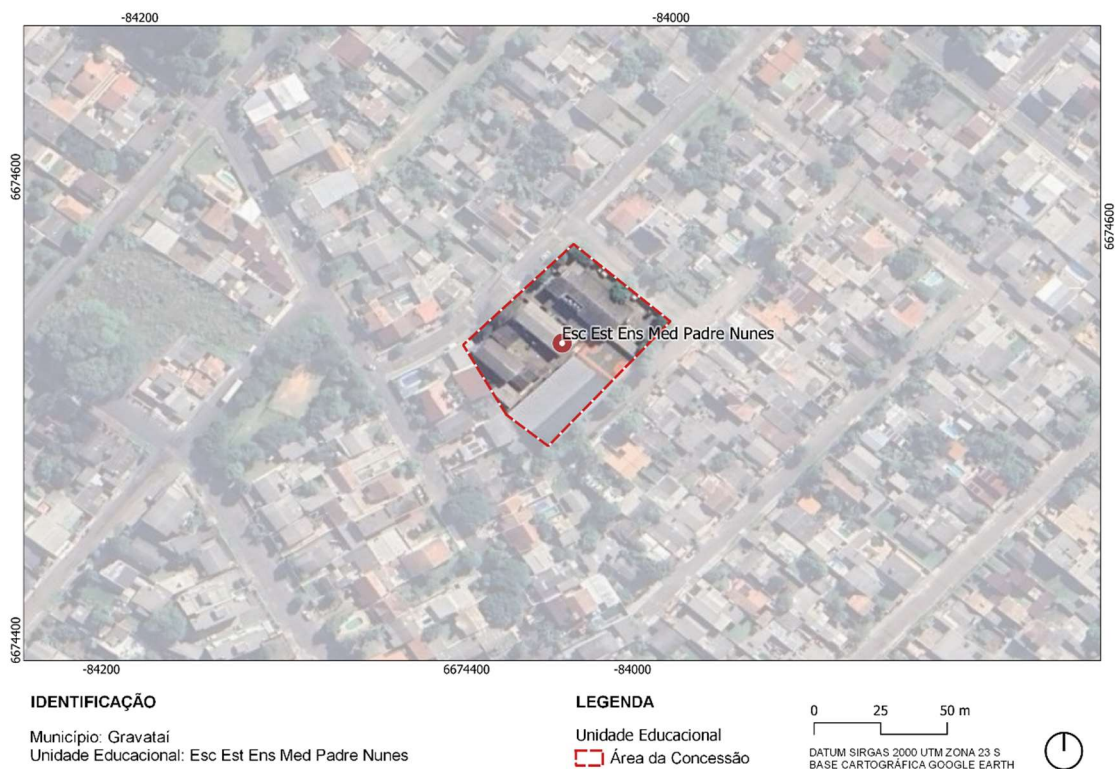 -84200 -84000
6674600
6674600
Esc Est Ens Med Padre Nunes
6674400
-84200 6674400 -84000
IDENTIFICAÇÃO
Município: Gravataí
Unidade Educacional: Esc Est Ens Med Padre Nunes
LEGENDA
Unidade Educacional
Área da Concessão
0 25 50 m
DATUM SIRGAS 2000 UTM ZONA 23 S
BASE CARTOGRÁFICA GOOGLE EARTH